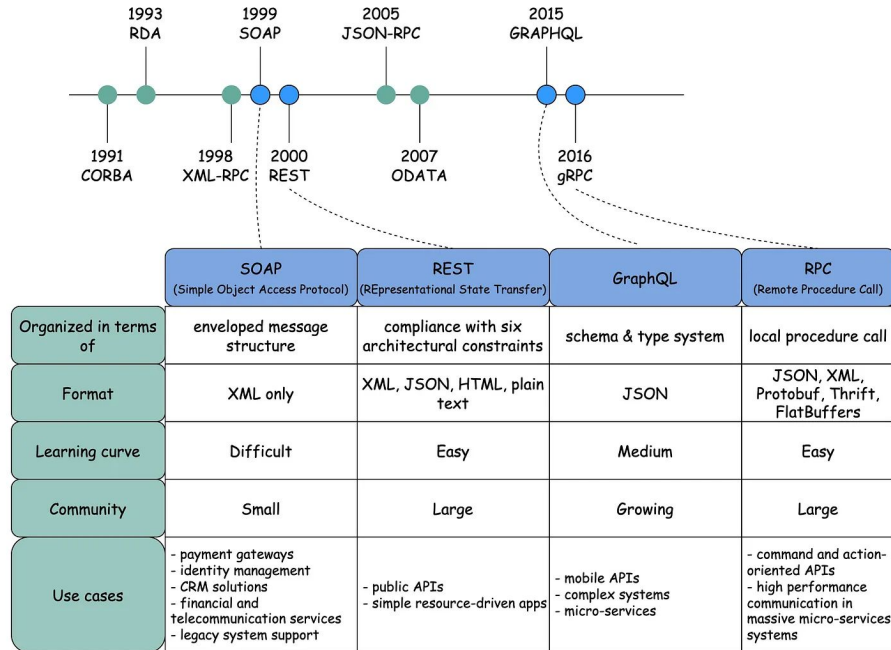 1993
RDA
1999
SOAP
2005
JSON-RPC
2015
GRAPHQL
1991
CORBA
1998
XML-RPC
2000
REST
2007
ODATA
2016
gRPC
SOAP
(Simple Object Access Protocol)
REST
(REpresentational State Transfer)
GraphQL
RPC
(Remote Procedure Call)
Organized in terms
of
enveloped message
structure
compliance with six
architectural constraints
schema & type system
local procedure call
Format
XML only
XML, JSON, HTML, plain
text
JSON
JSON, XML,
Protobuf, Thrift,
FlatBuffers
Learning curve
Difficult
Easy
Medium
Easy
Community
Small
Large
Growing
Large
Use cases
- payment gateways
- identity management
- CRM solutions
- financial and
telecommunication services
- legacy system support
- public APIs
- simple resource-driven apps
- mobile APIs
- complex systems
- micro-services
- command and action-
oriented APIs
- high performance
communication in
massive micro-services
systems